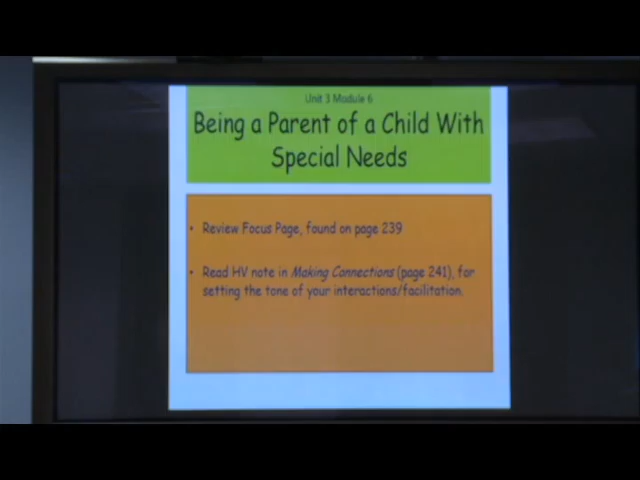 Unit 3 Module 6
Being a Parent of a Child With
Special Needs
• Review Focus Page, found on page 239
• Read HV note in Making Connections (page 241), for
setting the tone of your interactions/facilitation.